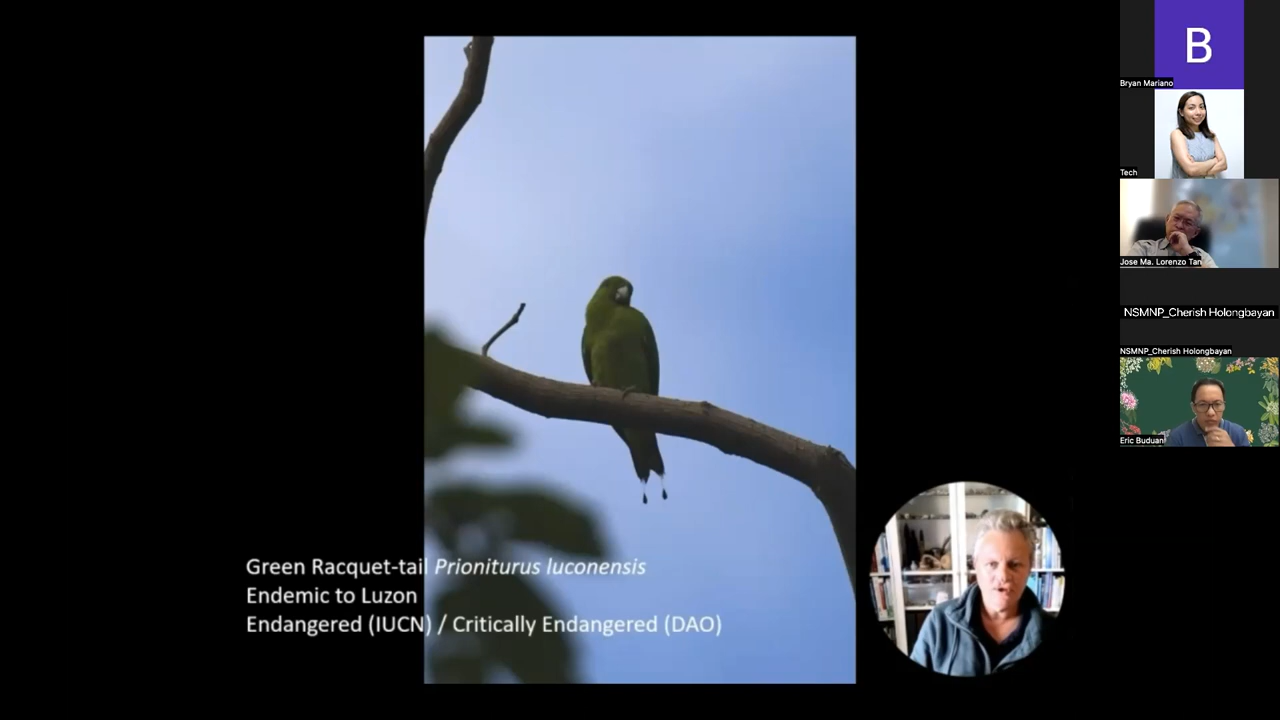 B
Bryan Mariano
Tech
Jose Ma. Lorenzo Tan
NSMNP_Cherish Holongbayan
NSMNP_Cherish Holongbayan
Eric Buduan
Green Racquet-tail Prioniturus luconensis
Endemic to Luzon
Endangered (IUCN) / Critically Endangered (DAO)